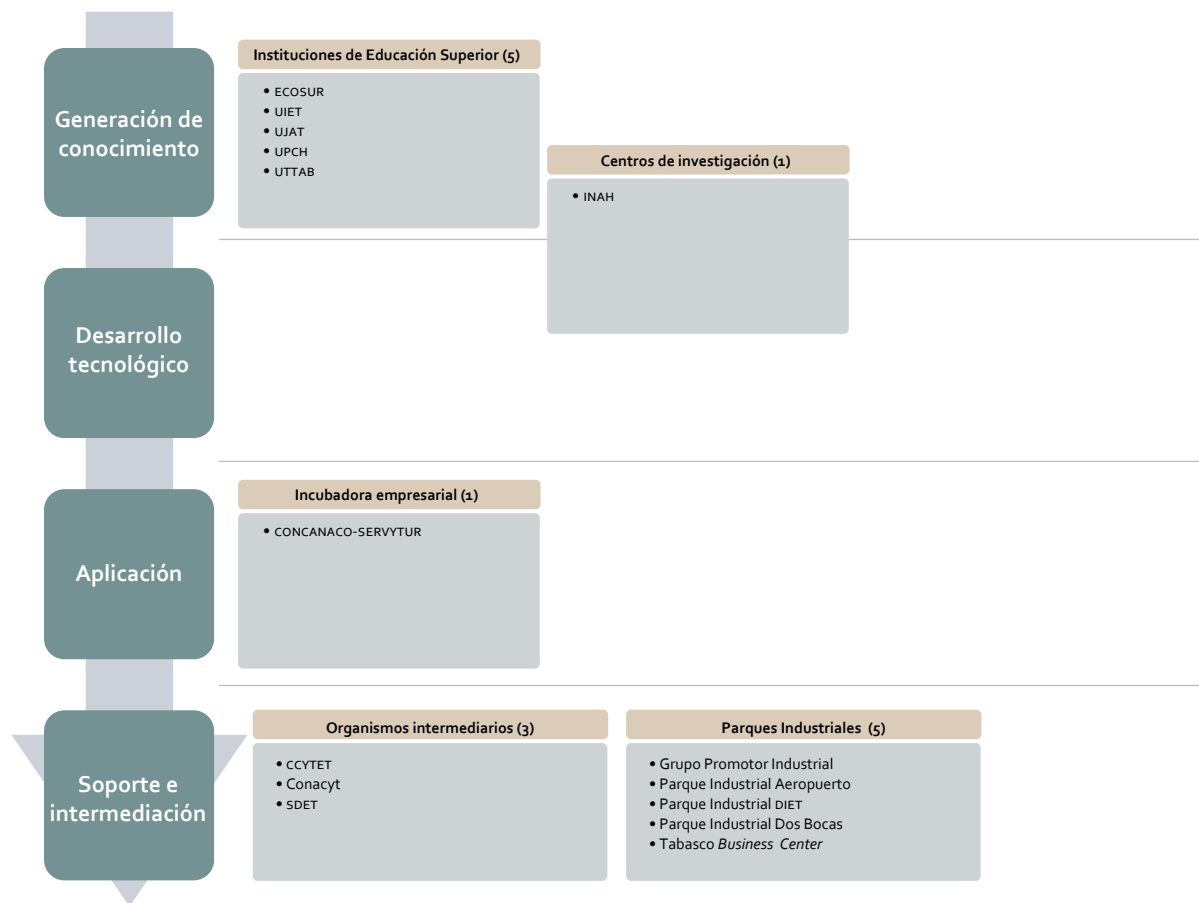 Generación de
conocimiento
Instituciones de Educación Superior (5)
• ECOSUR
• UIET
• UJAT
• UPCH
• UTTAB
Centros de investigación (1)
• INAH
Desarrollo
tecnológico
Aplicación
Incubadora empresarial (1)
• CONCANACO-SERVYTUR
Soporte e
intermediación
Organismos intermediarios (3)
• CCYTET
• Conacyt
• SDET
Parques Industriales (5)
• Grupo Promotor Industrial
• Parque Industrial Aeropuerto
• Parque Industrial DIET
• Parque Industrial Dos Bocas
• Tabasco Business Center